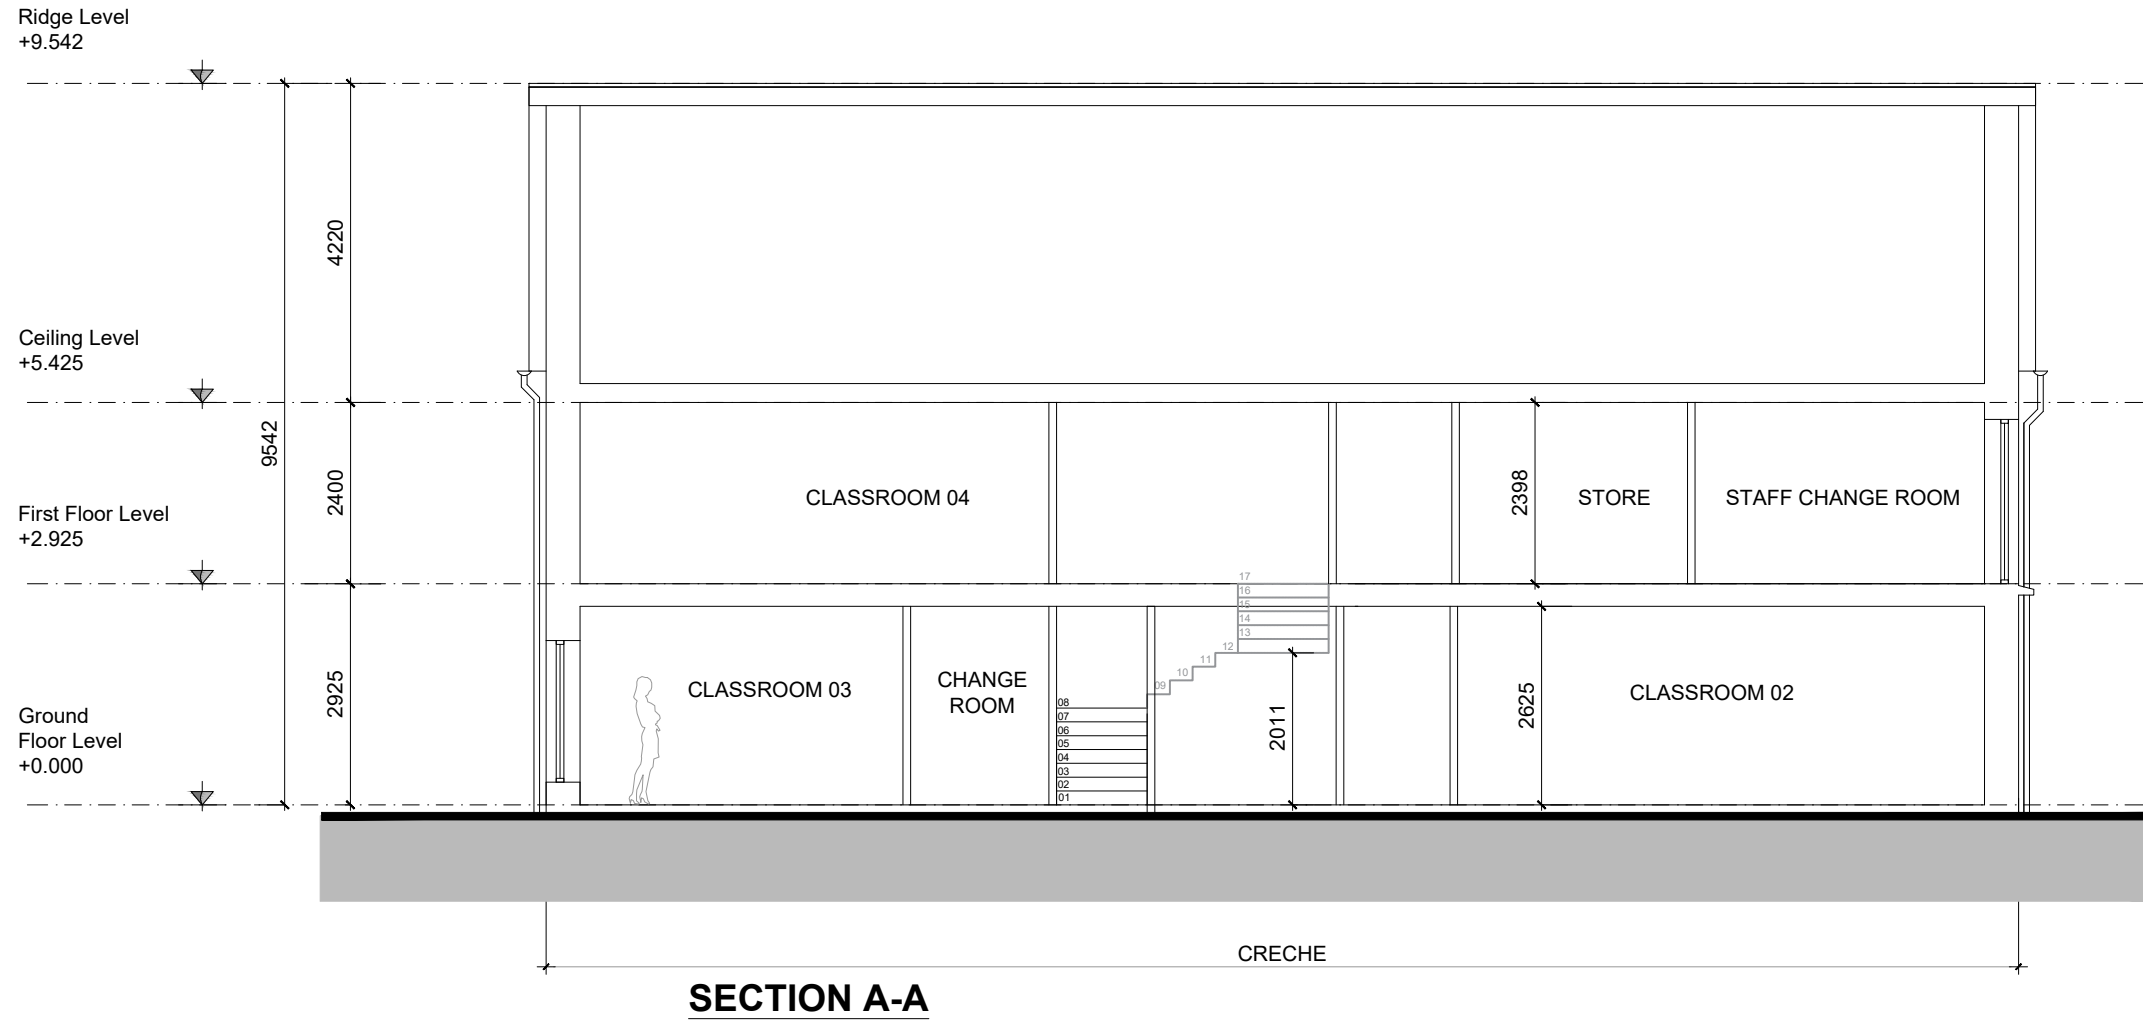 Ridge Level
+9.542
4220
Ceiling Level
+5.425
9542
2400
First Floor Level
+2.925
2925
Ground
Floor Level
+0.000
CLASSROOM 04
2398
STORE
STAFF CHANGE ROOM
17
16
15
14
13
12
11
10
09
CLASSROOM 03
CHANGE
ROOM
08
07
06
05
04
03
02
01
2011
2625
CLASSROOM 02
CRECHE
SECTION A-A